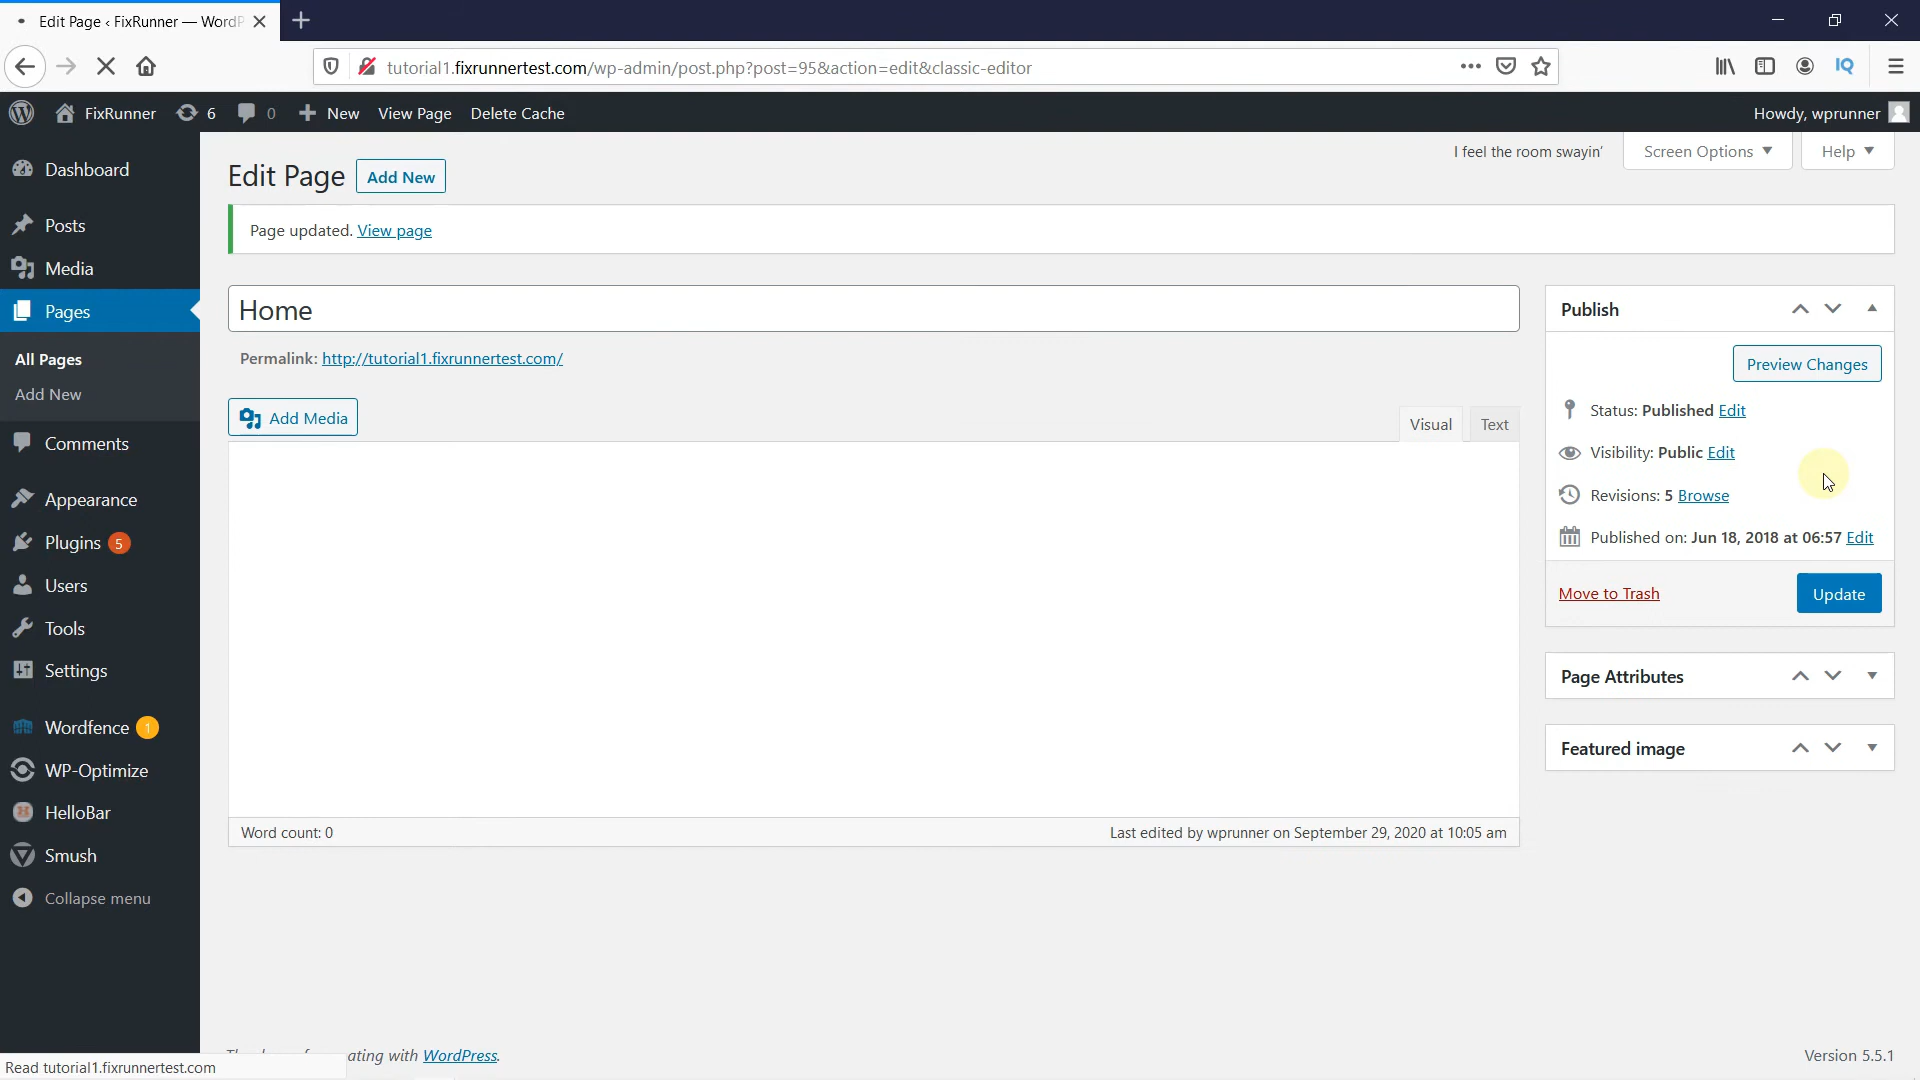 Edit Page ‹ FixRunner — WordP
tutorial1.fixrunnertest.com/wp-admin/post.php?post=95&action=edit&classic-editor
FixRunner 6 0 New View Page Delete Cache Howdy, wprunner
Dashboard
Posts
Media
Pages
All Pages
Add New
Comments
Appearance
Plugins 5
Users
Tools
Settings
Wordfence 1
WP-Optimize
HelloBar
Smush
Collapse menu
I feel the room swayin' Screen Options Help
Edit Page Add New
Page updated. View page
Home
Permalink: http://tutorial1.fixrunnertest.com/
Add Media
Visual Text
Word count: 0 Last edited by wprunner on September 29, 2020 at 10:05 am
Publish
Preview Changes
Status: Published Edit
Visibility: Public Edit
Revisions: 5 Browse
Published on: Jun 18, 2018 at 06:57 Edit
Move to Trash Update
Page Attributes
Featured image
ating with WordPress.
Version 5.5.1
Read tutorial1.fixrunnertest.com